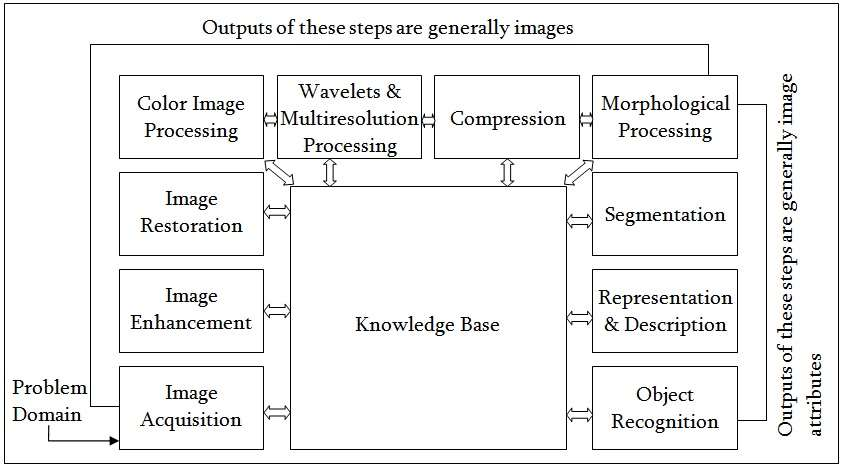 Outputs of these steps are generally images
Color Image
Processing
Wavelets &
Multiresolution
Processing
Compression
Morphological
Processing
Image
Restoration
Segmentation
Image
Enhancement
Knowledge Base
Representation
& Description
Problem
Domain
Image
Acquisition
Object
Recognition
Outputs of these steps are generally image
attributes